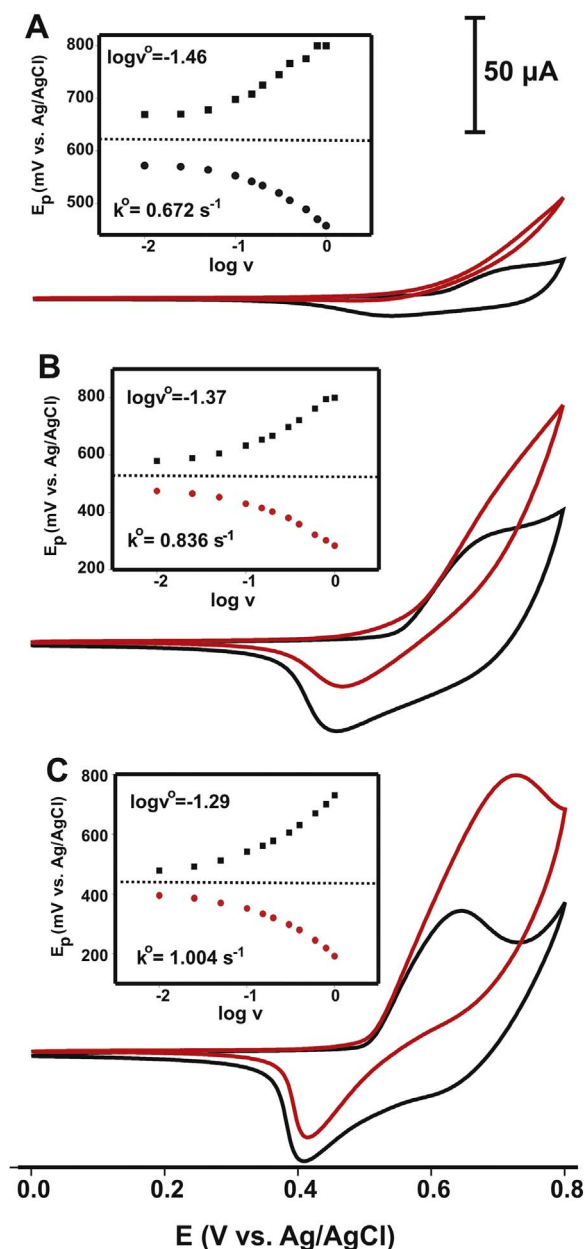 A
50 µA
logv°=-1.46
k°= 0.672 s⁻¹
Eₚ(mV vs. Ag/AgCl)
800
700
600
500
-2 -1 0
log v
B
logv°=-1.37
k°= 0.836 s⁻¹
Eₚ(mV vs. Ag/AgCl)
800
600
400
200
-2 -1 0
log v
C
logv°=-1.29
k°= 1.004 s⁻¹
Eₚ(mV vs. Ag/AgCl)
800
600
400
200
-2 -1 0
log v
0.0 0.2 0.4 0.6 0.8
E (V vs. Ag/AgCl)